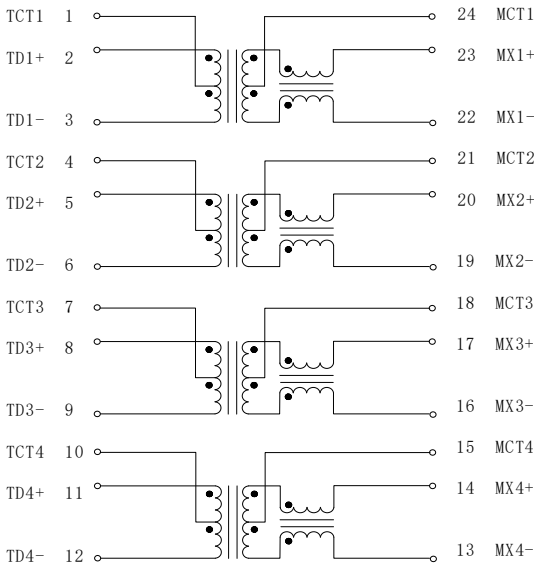 TCT1 1 24 MCT1
TD1+ 2 23 MX1+
TD1- 3 22 MX1-
TCT2 4 21 MCT2
TD2+ 5 20 MX2+
TD2- 6 19 MX2-
TCT3 7 18 MCT3
TD3+ 8 17 MX3+
TD3- 9 16 MX3-
TCT4 10 15 MCT4
TD4+ 11 14 MX4+
TD4- 12 13 MX4-